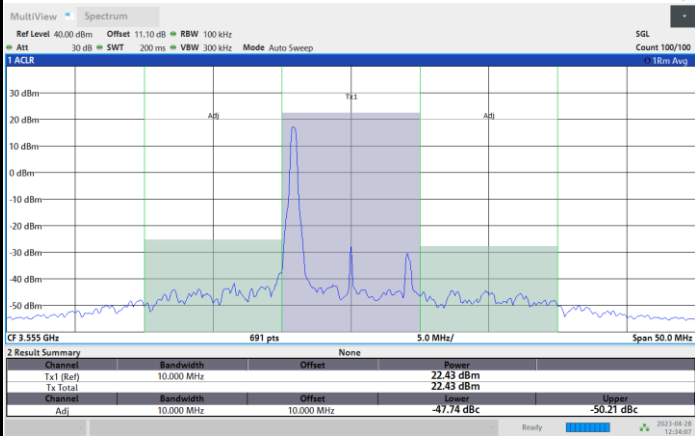 MultiView Spectrum
Ref Level 40.00 dBm Offset 11.10 dB RBW 100 kHz SGL
Att 30 dB SWT 200 ms VBW 300 kHz Mode Auto Sweep Count 100/100
1 ACLR 1Rm Avg
30 dBm
Tx1
20 dBm Adj Adj
10 dBm
0 dBm
-10 dBm
-20 dBm
-30 dBm
-40 dBm
-50 dBm
CF 3.555 GHz 691 pts 5.0 MHz/ Span 50.0 MHz
2 Result Summary None
Channel Bandwidth Offset Power
Tx1 (Ref) 10.000 MHz 22.43 dBm
Tx Total 22.43 dBm
Channel Bandwidth Offset Lower Upper
Adj 10.000 MHz 10.000 MHz -47.74 dBc -50.21 dBc
Ready 2023-04-28
12:34:07